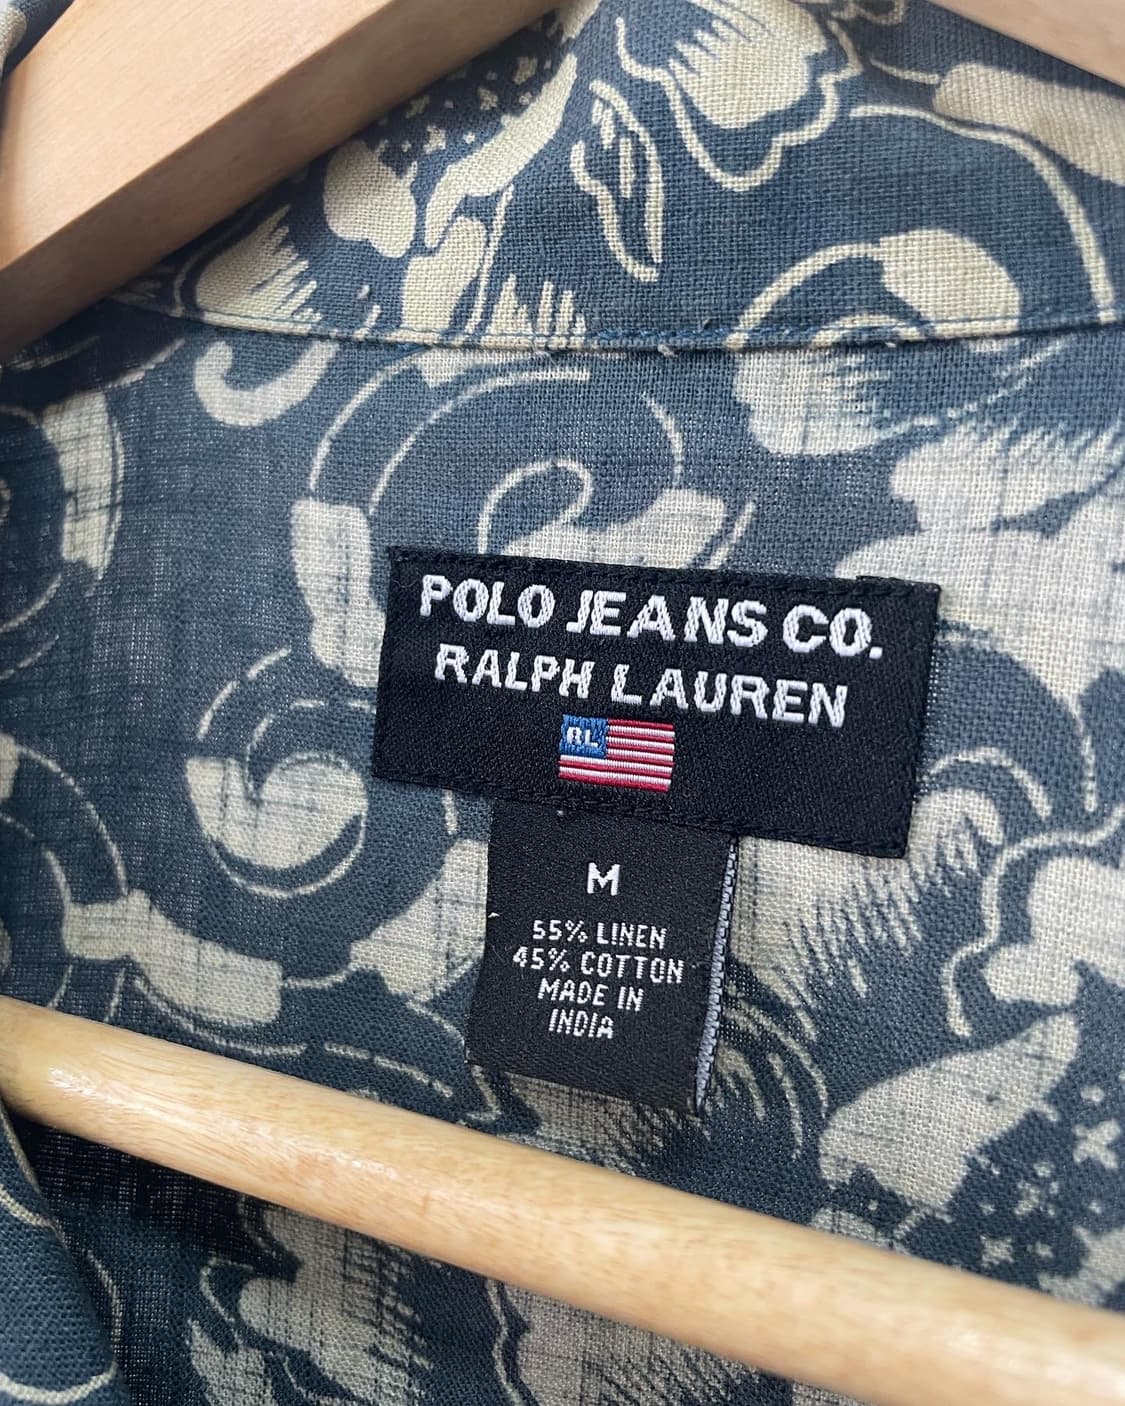 POLO JEANS CO.
RALPH LAUREN
RL
M
55% LINEN
45% COTTON
MADE IN
INDIA